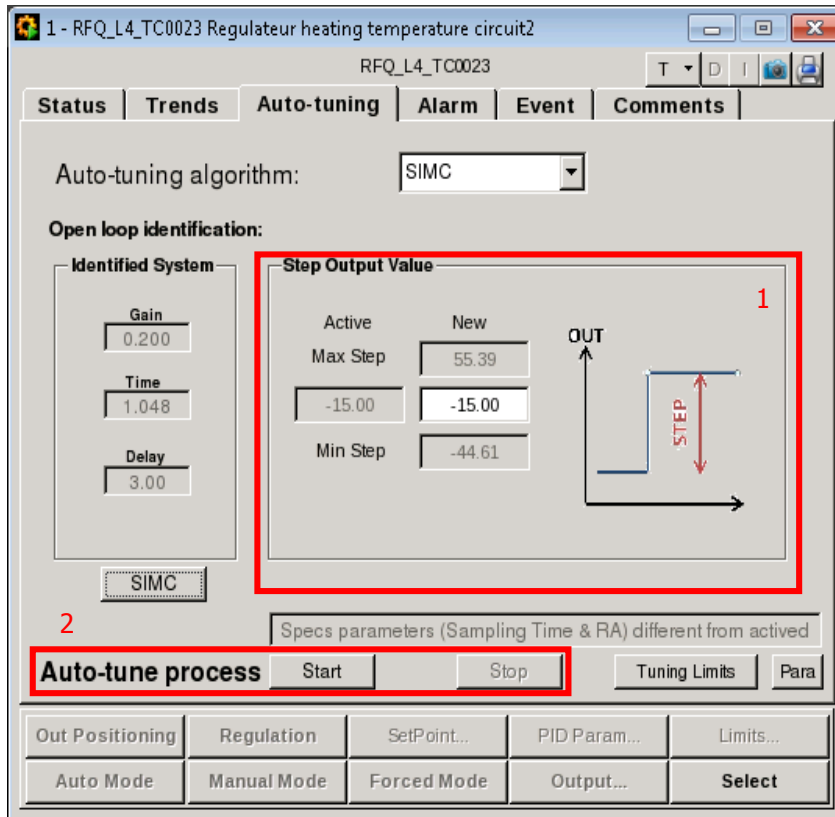 1 - RFQ_L4_TC0023 Regulateur heating temperature circuit2
RFQ_L4_TC0023
T D I
Status Trends Auto-tuning Alarm Event Comments
Auto-tuning algorithm: SIMC
Open loop identification:
Identified System
Gain
0.200
Time
1.048
Delay
3.00
SIMC
Step Output Value
1
Active New
Max Step 55.39
-15.00 -15.00
Min Step -44.61
OUT
STEP
2
Specs parameters (Sampling Time & RA) different from actived
Auto-tune process Start Stop Tuning Limits Para
Out Positioning Regulation SetPoint... PID Param... Limits...
Auto Mode Manual Mode Forced Mode Output... Select